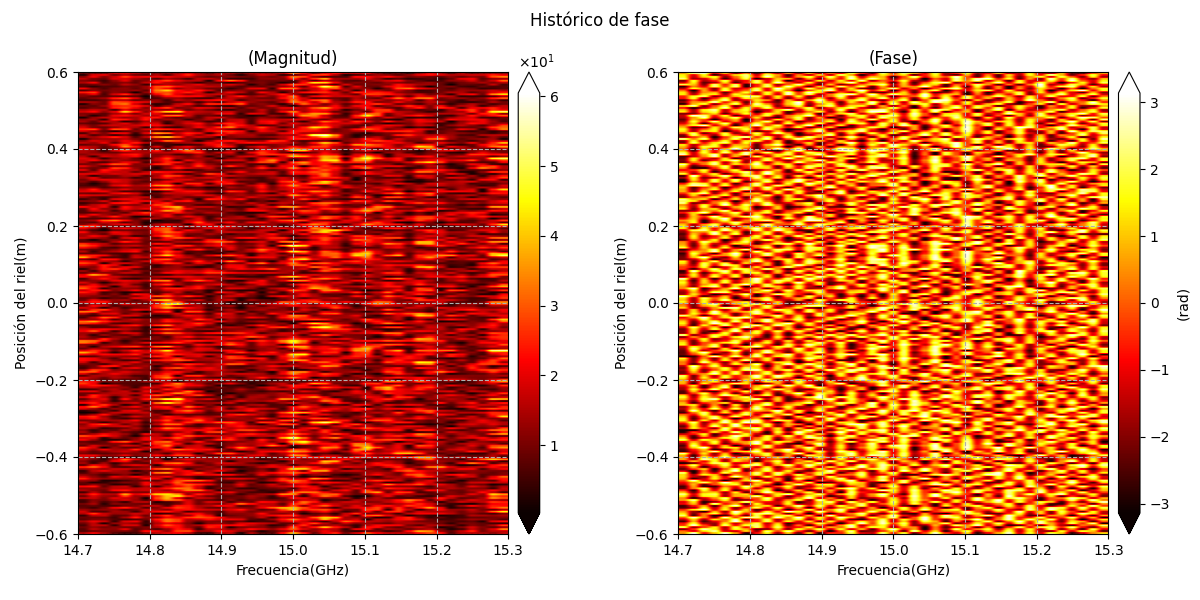 Histórico de fase
(Magnitud)
×10¹
0.6
0.4
0.2
0.0
−0.2
−0.4
−0.6
Posición del riel(m)
14.7 14.8 14.9 15.0 15.1 15.2 15.3
Frecuencia(GHz)
6
5
4
3
2
1
(Fase)
0.6
0.4
0.2
0.0
−0.2
−0.4
−0.6
Posición del riel(m)
14.7 14.8 14.9 15.0 15.1 15.2 15.3
Frecuencia(GHz)
3
2
1
0
−1
−2
−3
(rad)